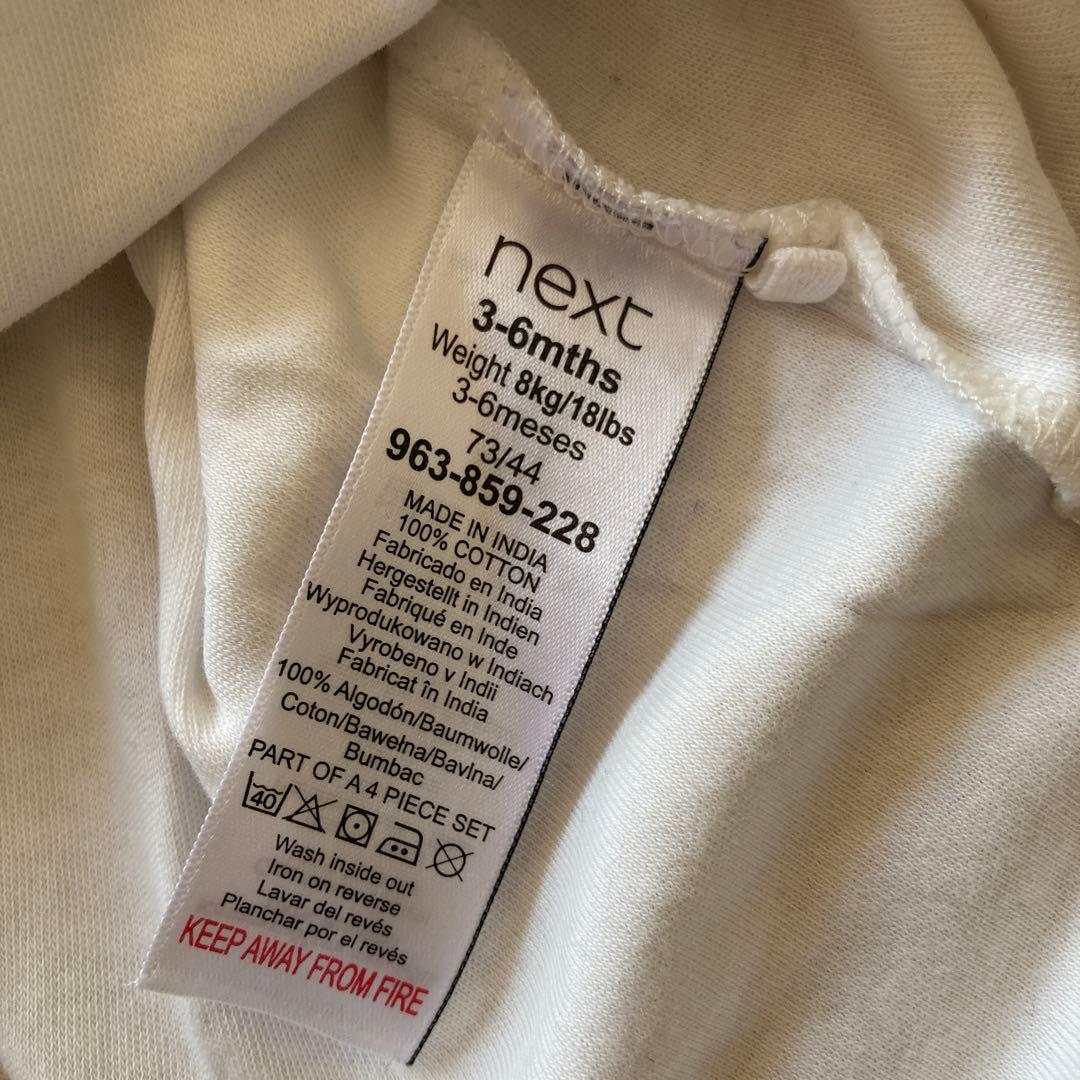 next
3-6mths
Weight 8kg/18lbs
3-6meses
73/44
963-859-228
MADE IN INDIA
100% COTTON
Fabricado en India
Hergestellt in Indien
Fabriqué en Inde
Wyprodukowano w Indiach
Vyrobeno v Indii
Fabricat în India
100% Algodón/Baumwolle/
Coton/Bawełna/Bavlna/
Bumbac
PART OF A 4 PIECE SET
40
Wash inside out
Iron on reverse
Lavar del revés
Planchar por el revés
KEEP AWAY FROM FIRE